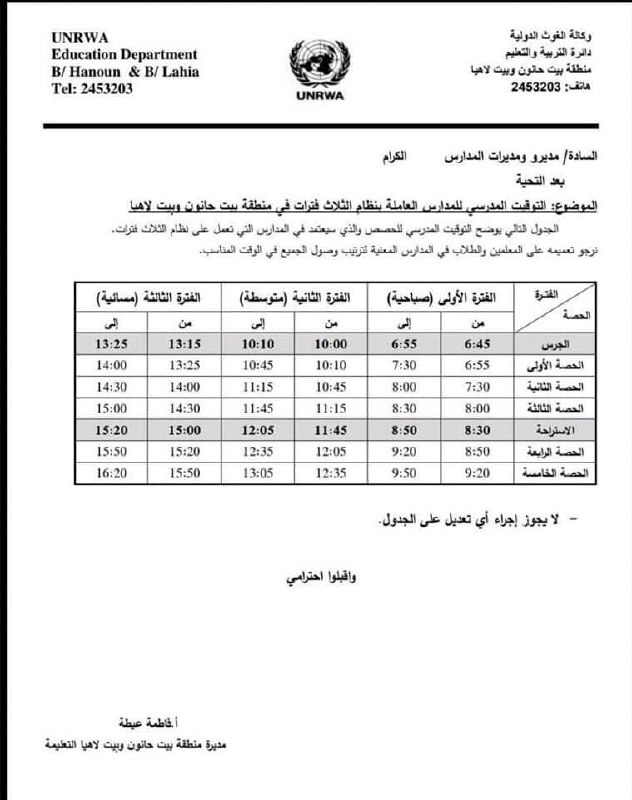 UNRWA
Education Department
B/ Hanoun & B/ Lahia
Tel: 2453203
UNRWA
وكالة الغوث الدولية
دائرة التربية والتعليم
منطقة بيت حانون وبيت لاهيا
هاتف: 2453203
السادة/ مديرو ومديرات المدارس الكرام
بعد التحية
الموضوع: التوقيت المدرسي للمدارس العاملة بنظام الثلاث فترات في منطقة بيت حانون وبيت لاهيا
الجدول التالي يوضح التوقيت المدرسي للحصص والذي سيعتمد في المدارس التي تعمل على نظام الثلاث فترات.
نرجو تعميمه على المعلمين والطلاب في المدارس المعنية لترتيب وصول الجميع في الوقت المناسب.
الفترة الحصة الفترة الأولى (صباحية) الفترة الثانية (متوسطة) الفترة الثالثة (مسائية)
من إلى من إلى من إلى
الجرس 6:45 6:55 10:00 10:10 13:15 13:25
الحصة الأولى 6:55 7:30 10:10 10:45 13:25 14:00
الحصة الثانية 7:30 8:00 10:45 11:15 14:00 14:30
الحصة الثالثة 8:00 8:30 11:15 11:45 14:30 15:00
الاستراحة 8:30 8:50 11:45 12:05 15:00 15:20
الحصة الرابعة 8:50 9:20 12:05 12:35 15:20 15:50
الحصة الخامسة 9:20 9:50 12:35 13:05 15:50 16:20
- لا يجوز إجراء أي تعديل على الجدول.
واقبلوا احترامي
أ.فاطمة عيطة
مديرة منطقة بيت حانون وبيت لاهيا التعليمة